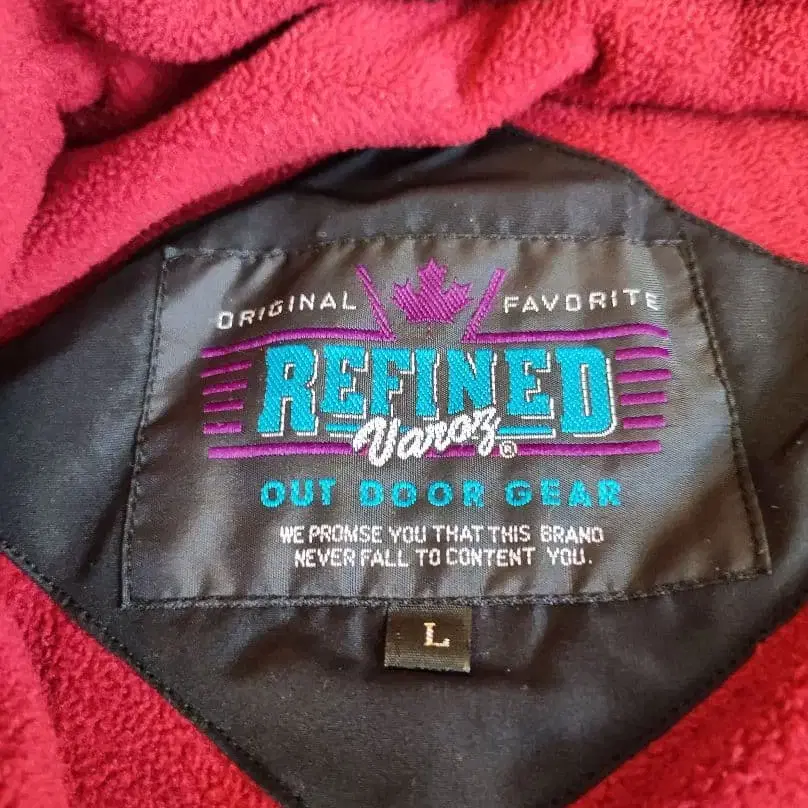 ORIGINAL FAVORITE
REFINED
Varoz®
OUT DOOR GEAR
WE PROMSE YOU THAT THIS BRAND
NEVER FALL TO CONTENT YOU.
L